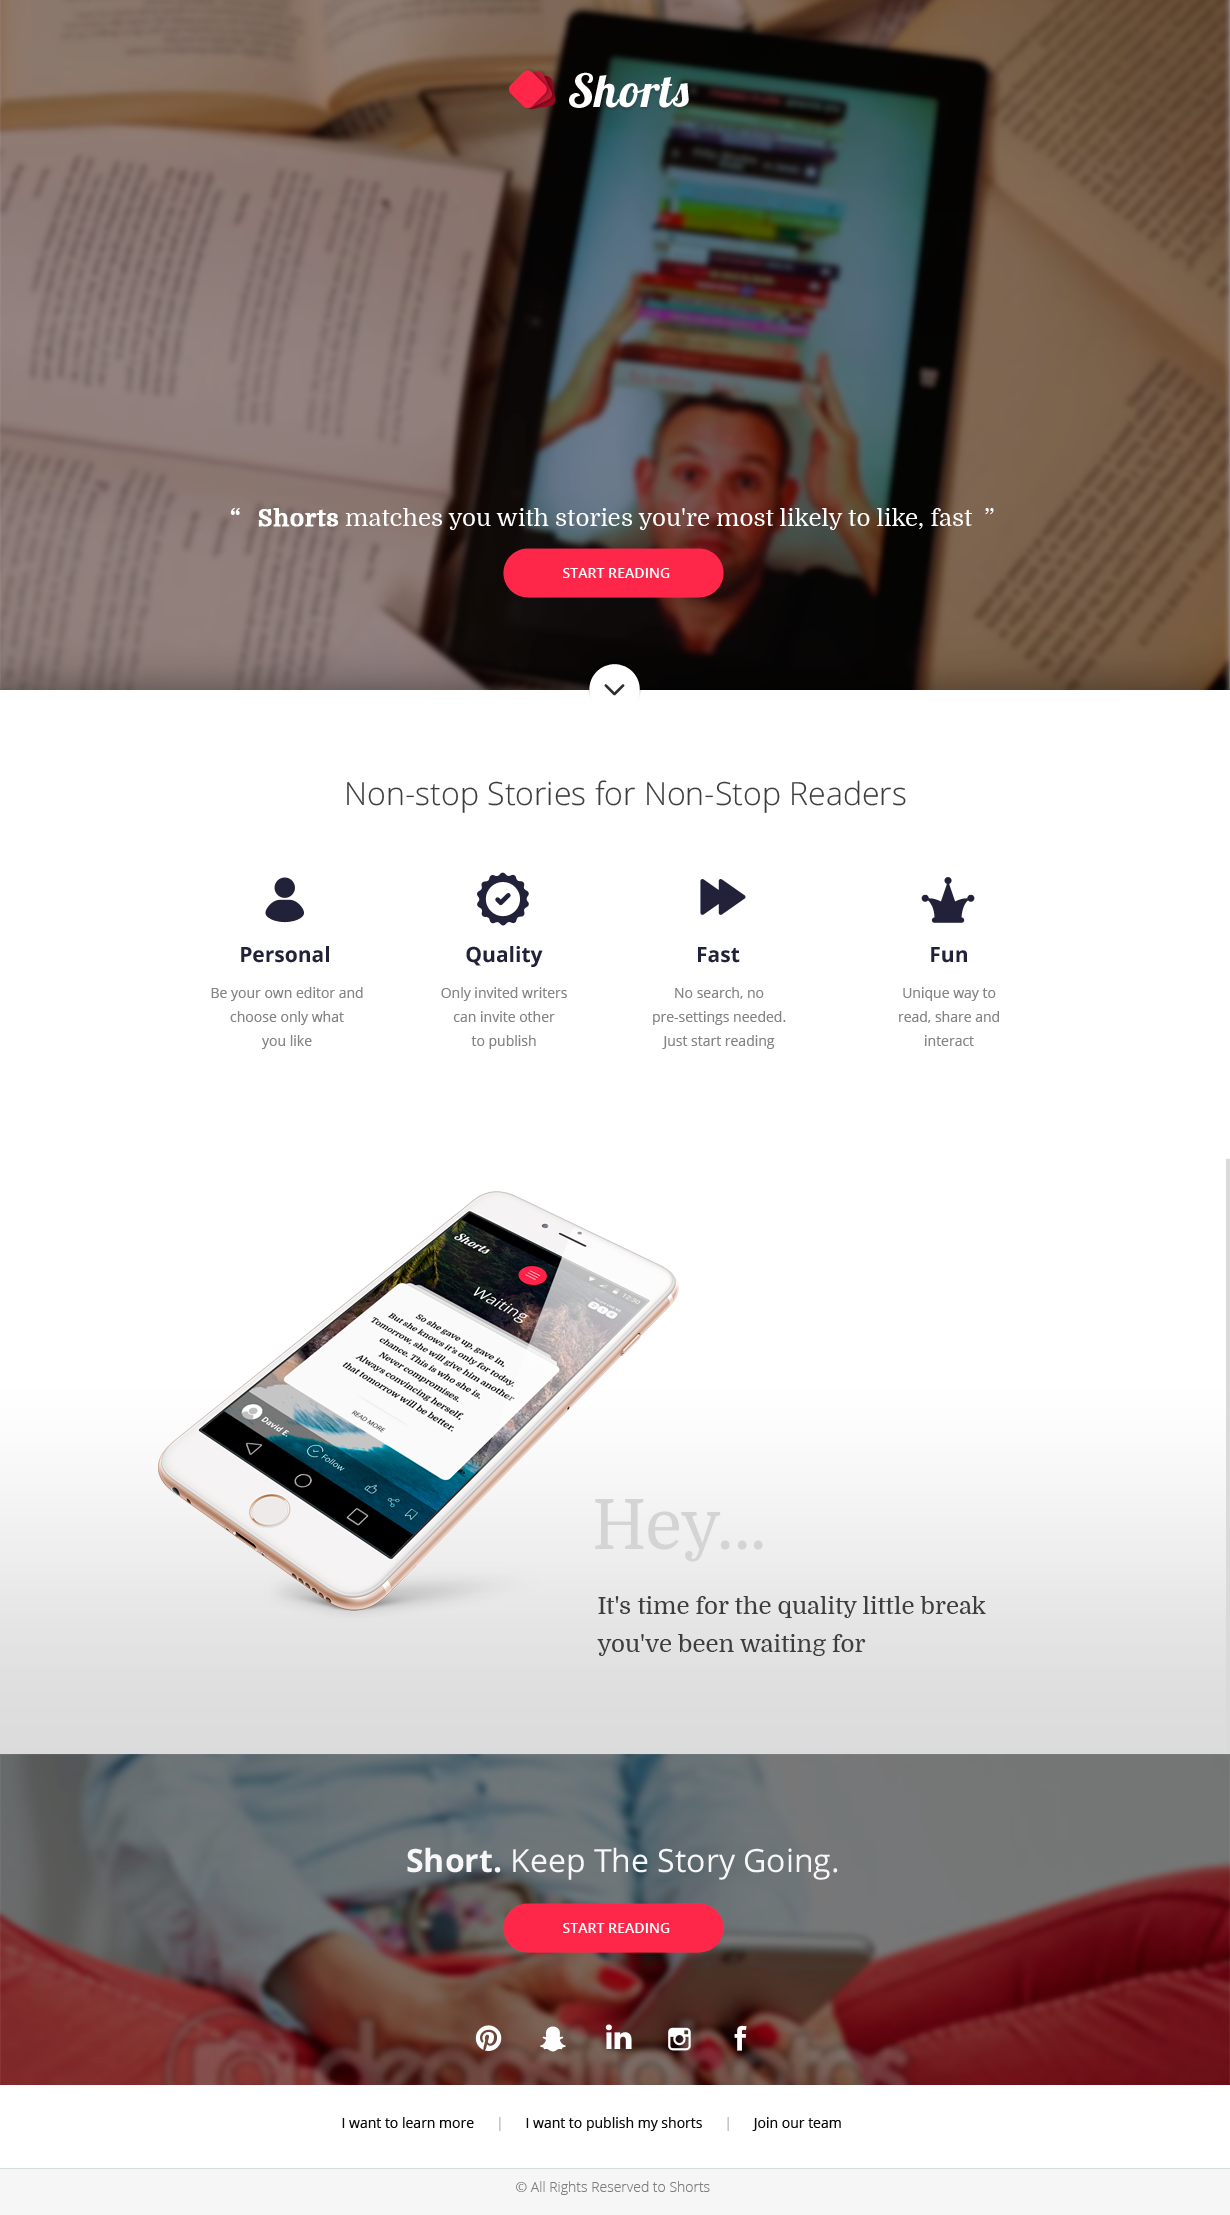 Shorts
“ Shorts matches you with stories you're most likely to like, fast ”
START READING
Non-stop Stories for Non-Stop Readers
Personal
Be your own editor and
choose only what
you like
Quality
Only invited writers
can invite other
to publish
Fast
No search, no
pre-settings needed.
Just start reading
Fun
Unique way to
read, share and
interact
Shorts
12:30
Waiting
So she gave up, gave in,
But she knows it's only for today.
Tomorrow, she will give him another
chance. This is who she is.
Never compromises.
Always convincing herself,
that tomorrow will be better.
READ MORE
David E.
Follow
Hey...
It's time for the quality little break
you've been waiting for
Short. Keep The Story Going.
START READING
I want to learn more | I want to publish my shorts | Join our team
© All Rights Reserved to Shorts